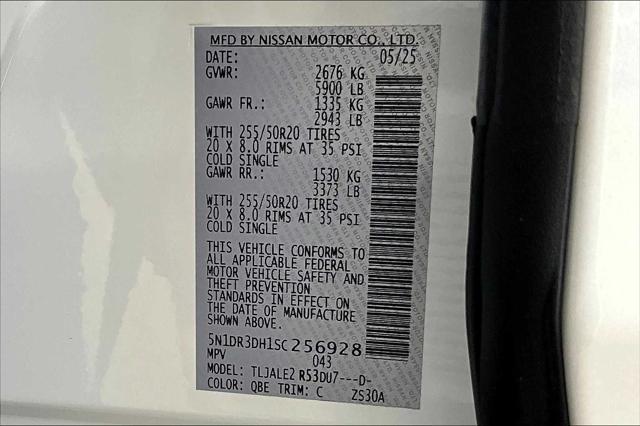 MFD BY NISSAN MOTOR CO., LTD.
DATE: 05/25
GVWR: 2676 KG
5900 LB
GAWR FR.: 1335 KG
2943 LB
WITH 255/50R20 TIRES
20 X 8.0 RIMS AT 35 PSI
COLD SINGLE
GAWR RR.: 1530 KG
3373 LB
WITH 255/50R20 TIRES
20 X 8.0 RIMS AT 35 PSI
COLD SINGLE
THIS VEHICLE CONFORMS TO
ALL APPLICABLE FEDERAL
MOTOR VEHICLE SAFETY AND
THEFT PREVENTION
STANDARDS IN EFFECT ON
THE DATE OF MANUFACTURE
SHOWN ABOVE.
5N1DR3DH1SC256928
MPV 043
MODEL: TLJALE2 R53DU7---D-
COLOR: QBE TRIM: C ZS30A